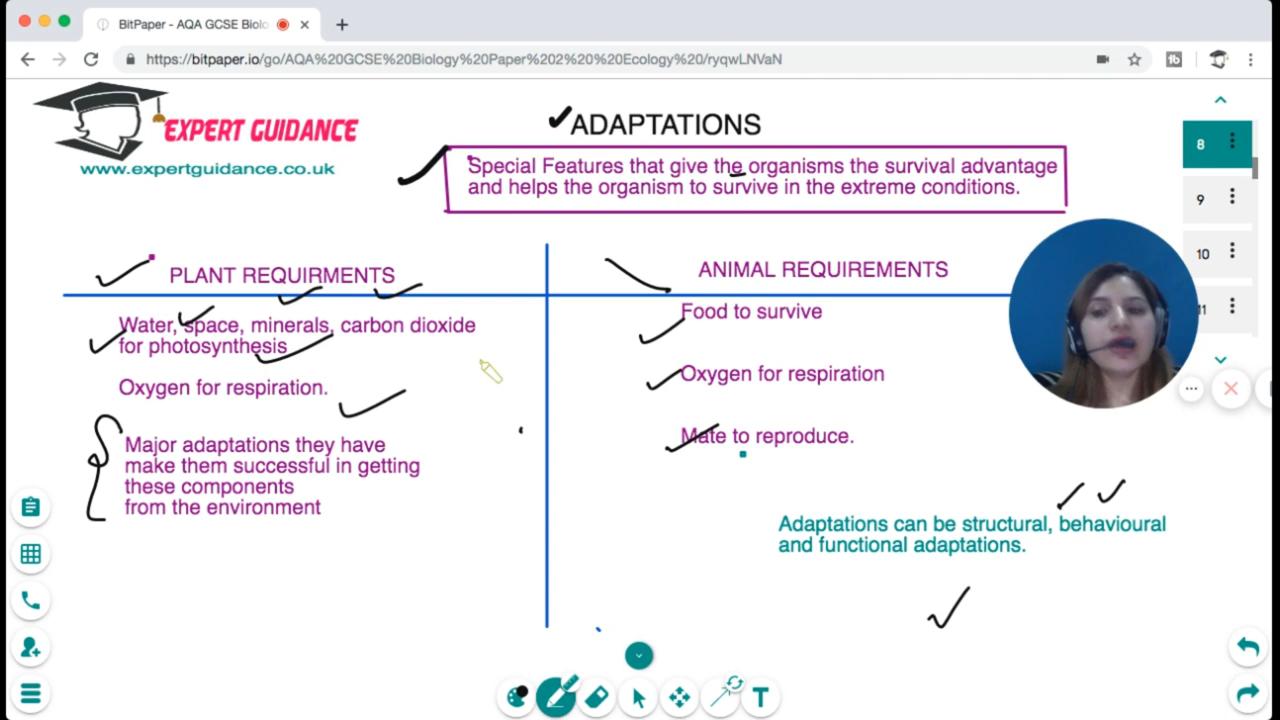 BitPaper - AQA GCSE Biolo
https://bitpaper.io/go/AQA%20GCSE%20Biology%20Paper%202%20%20Ecology%20/ryqwLNVaN
EXPERT GUIDANCE
www.expertguidance.co.uk
ADAPTATIONS
Special Features that give the organisms the survival advantage
and helps the organism to survive in the extreme conditions.
8
9
10
11
PLANT REQUIRMENTS
Water, space, minerals, carbon dioxide
for photosynthesis
Oxygen for respiration.
Major adaptations they have
make them successful in getting
these components
from the environment
ANIMAL REQUIREMENTS
Food to survive
Oxygen for respiration
Mate to reproduce.
Adaptations can be structural, behavioural
and functional adaptations.
T